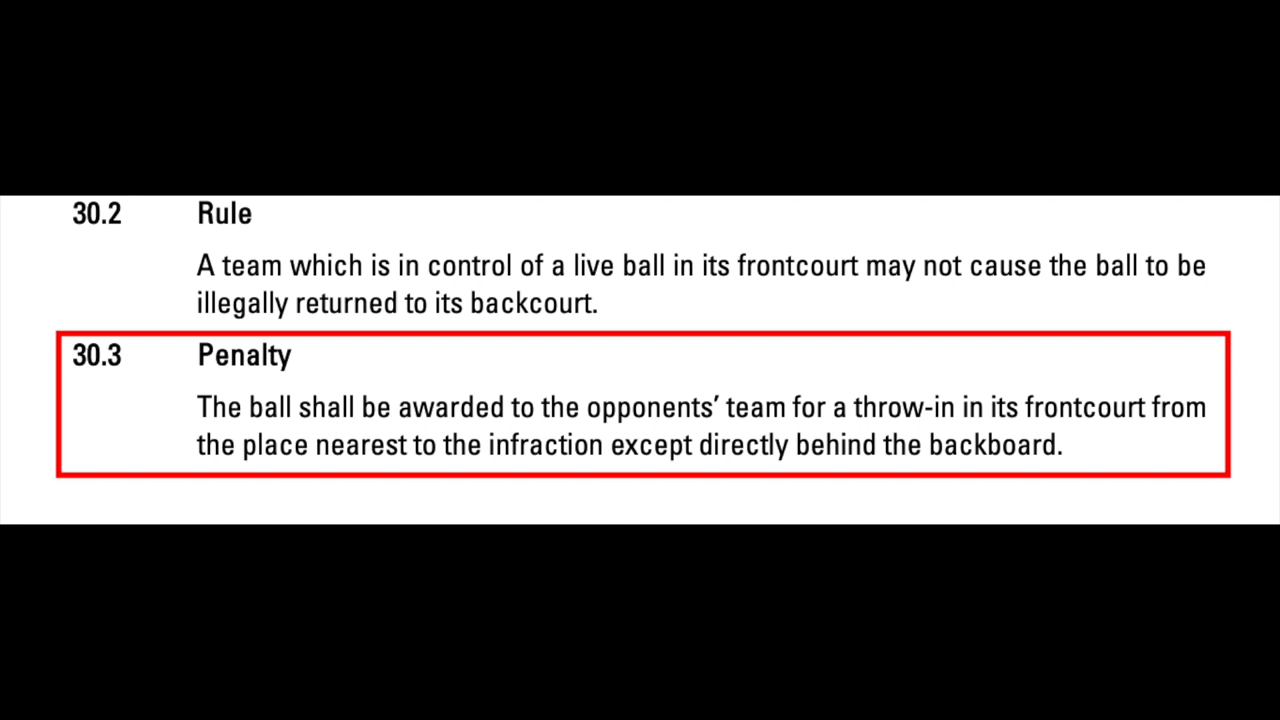 30.2 Rule
A team which is in control of a live ball in its frontcourt may not cause the ball to be
illegally returned to its backcourt.
30.3 Penalty
The ball shall be awarded to the opponents’ team for a throw-in in its frontcourt from
the place nearest to the infraction except directly behind the backboard.